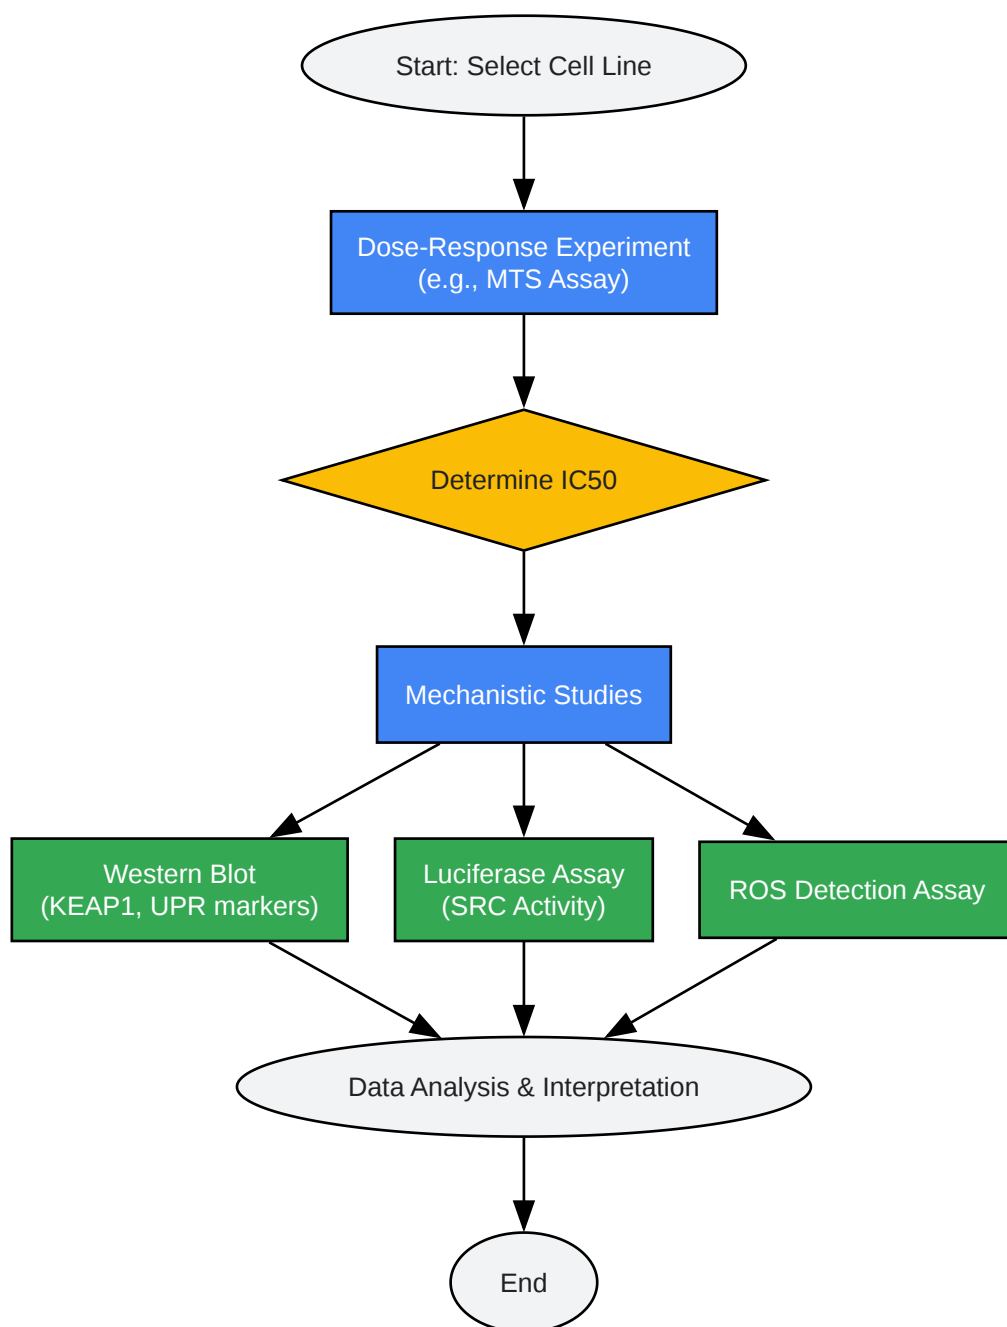 Start: Select Cell Line
Dose-Response Experiment
(e.g., MTS Assay)
Determine IC50
Mechanistic Studies
Western Blot
(KEAP1, UPR markers)
Luciferase Assay
(SRC Activity)
ROS Detection Assay
Data Analysis & Interpretation
End